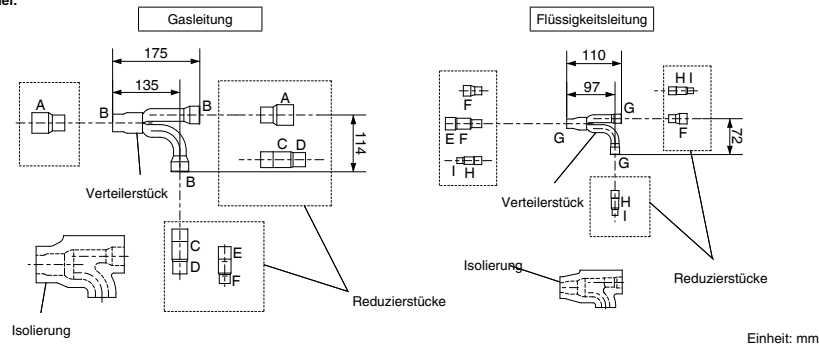 Gasleitung
175
135
A
B
B
A
C D
114
B
Verteilerstück
C
D
E
F
Reduzierstücke
Isolierung
Flüssigkeitsleitung
110
97
F
E F
I H
G
G
H I
F
72
G
Verteilerstück
H
I
Reduzierstücke
Isolierung
Einheit: mm